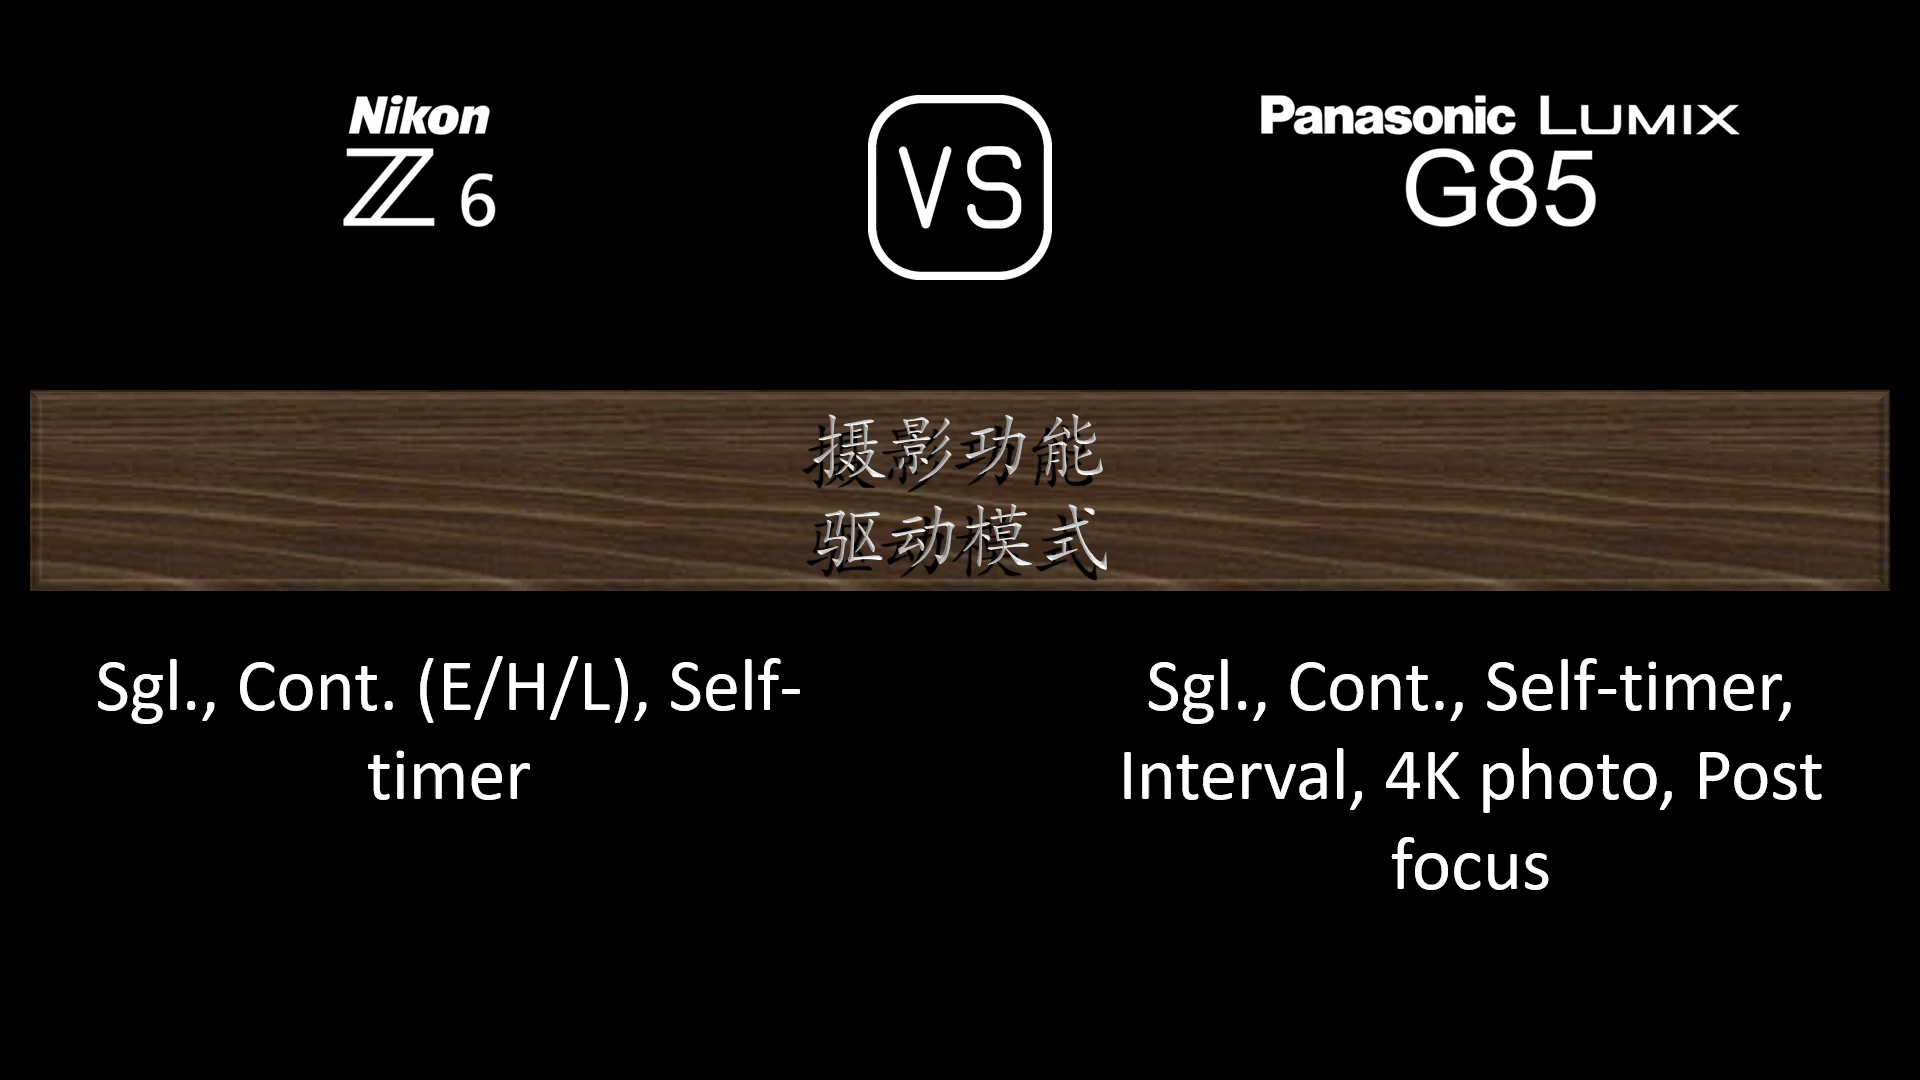 Nikon
Z 6
VS
Panasonic LUMIX
G85
摄影功能
驱动模式
Sgl., Cont. (E/H/L), Self-
timer
Sgl., Cont., Self-timer,
Interval, 4K photo, Post
focus